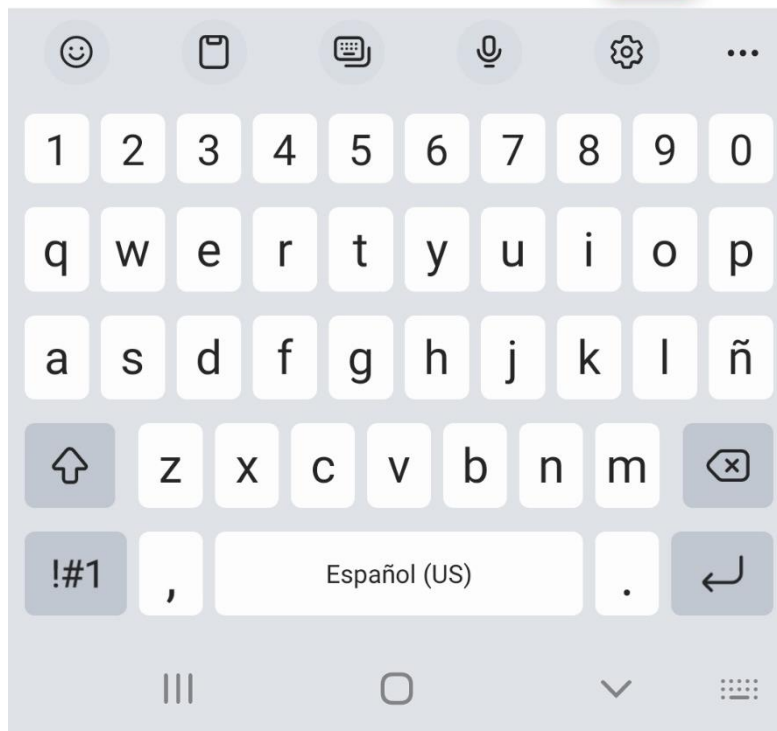 1 2 3 4 5 6 7 8 9 0
q w e r t y u i o p
a s d f g h j k l ñ
z x c v b n m
!#1 , Español (US) .